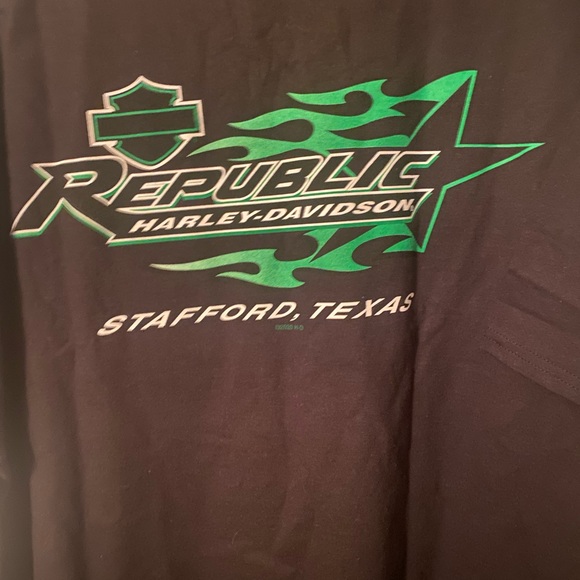 REPUBLIC
HARLEY-DAVIDSON
STAFFORD, TEXAS